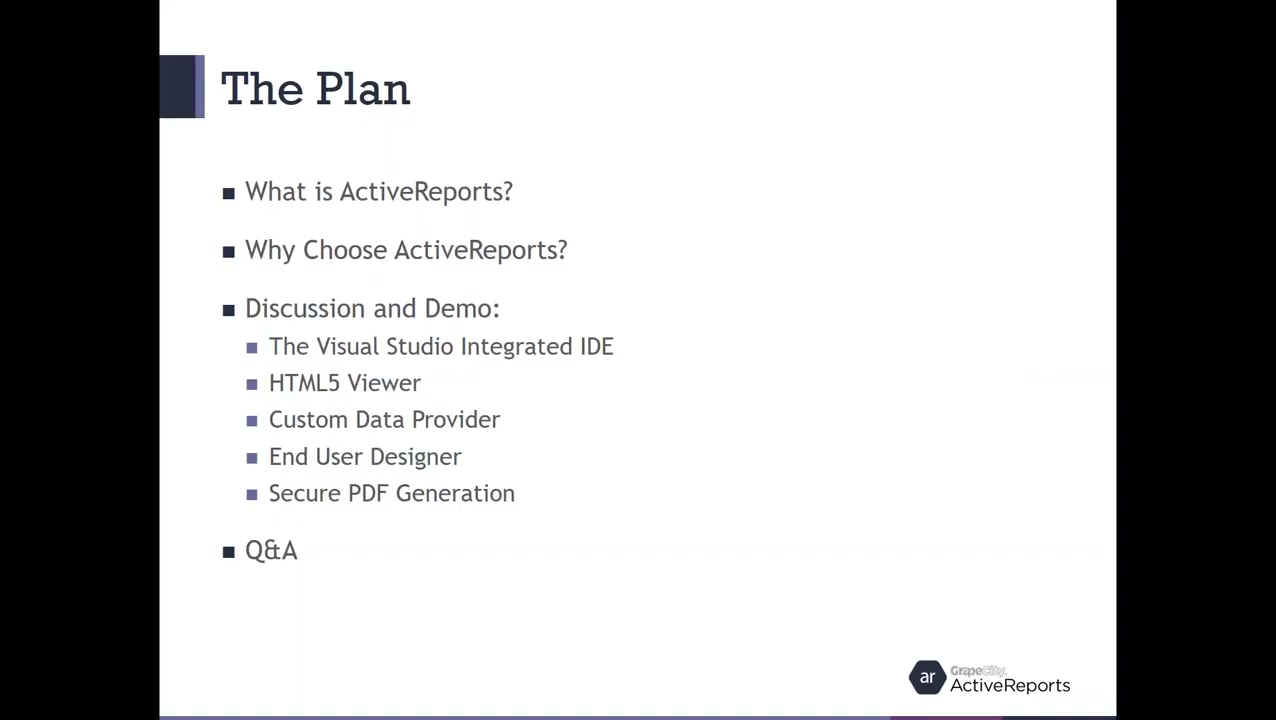 The Plan
What is ActiveReports?
Why Choose ActiveReports?
Discussion and Demo:
The Visual Studio Integrated IDE
HTML5 Viewer
Custom Data Provider
End User Designer
Secure PDF Generation
Q&A
ar
GrapeCity
ActiveReports